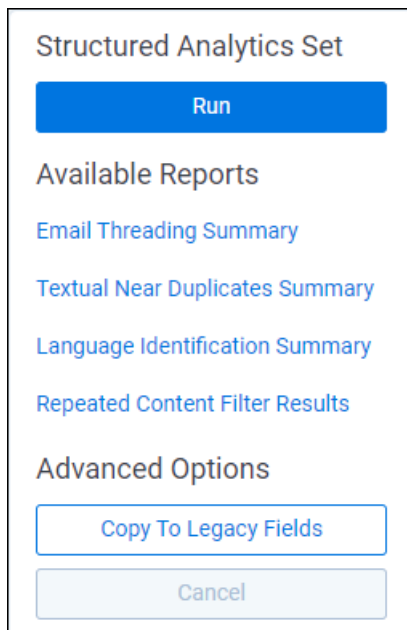 Structured Analytics Set
Run
Available Reports
Email Threading Summary
Textual Near Duplicates Summary
Language Identification Summary
Repeated Content Filter Results
Advanced Options
Copy To Legacy Fields
Cancel